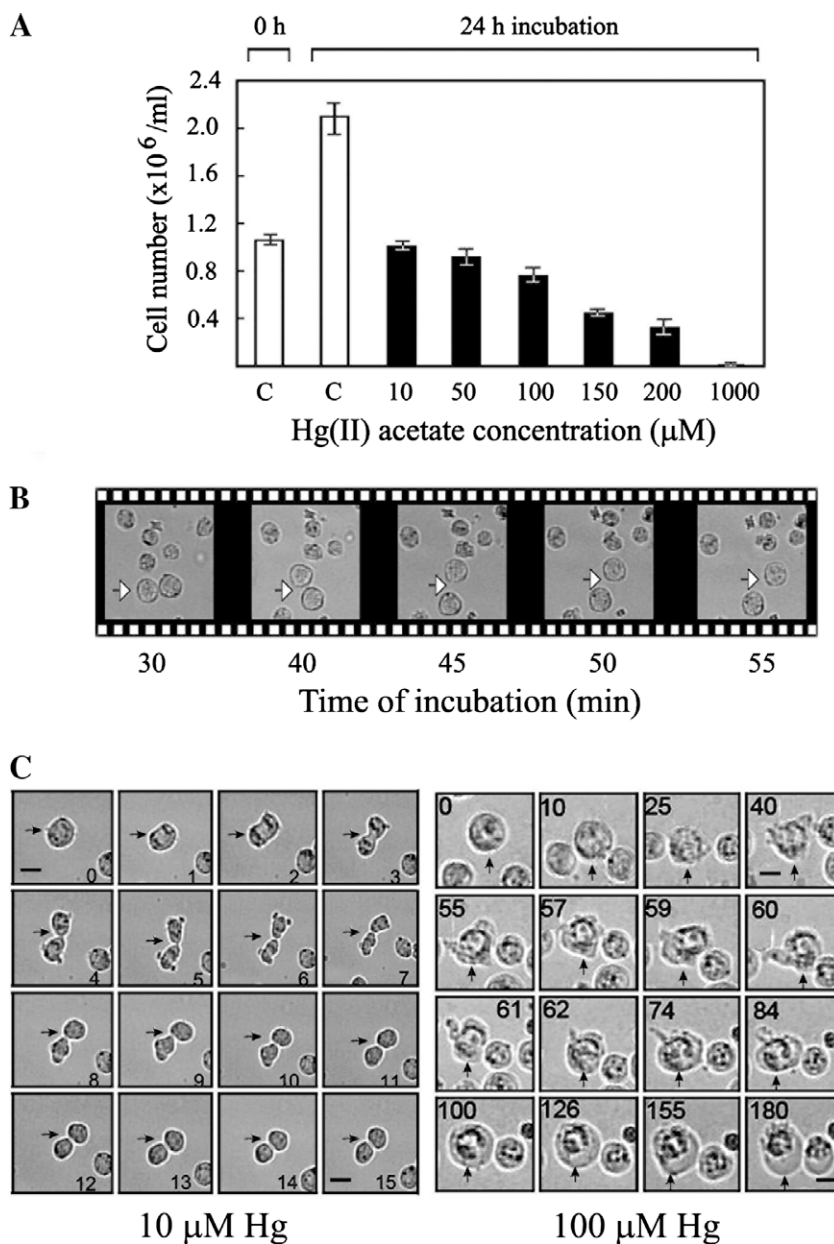 A
0 h
24 h incubation
2.4
2.0
1.6
1.2
0.8
0.4
Cell number (x10⁶/ml)
C C 10 50 100 150 200 1000
Hg(II) acetate concentration (µM)
B
30 40 45 50 55
Time of incubation (min)
C
0 1 2 3
4 5 6 7
8 9 10 11
12 13 14 15
10 µM Hg
0 10 25 40
55 57 59 60
61 62 74 84
100 126 155 180
100 µM Hg